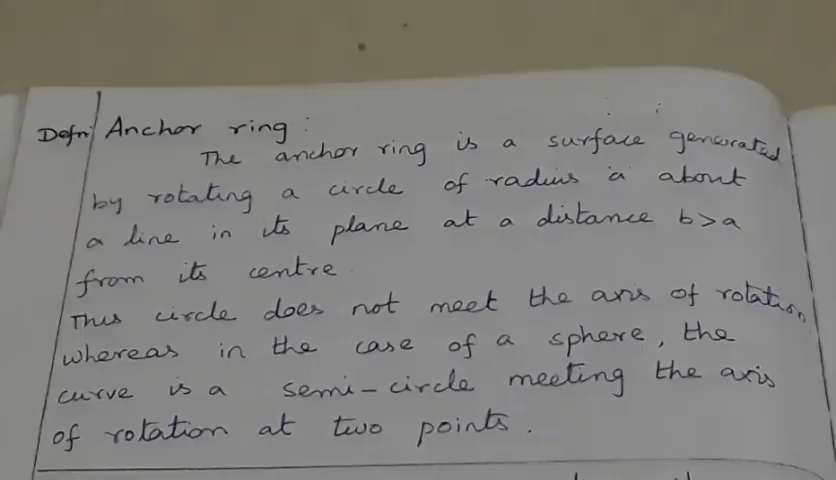 Defn: Anchor ring:
The anchor ring is a surface generated
by rotating a circle of radius 'a' about
a line in its plane at a distance b>a
from its centre
This circle does not meet the axis of rotation
whereas in the case of a sphere, the
curve is a semi-circle meeting the axis
of rotation at two points.